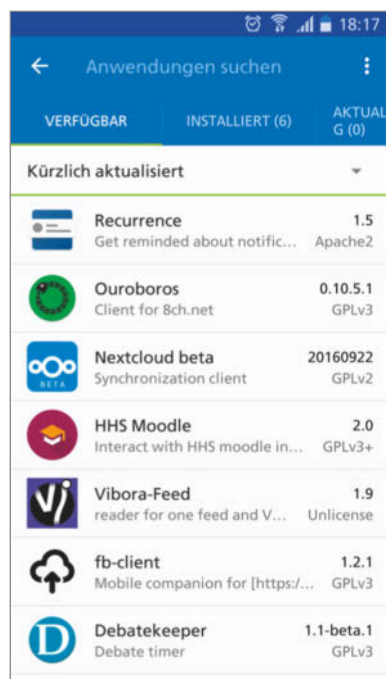 18:17
Anwendungen suchen
VERFÜGBAR INSTALLIERT (6) AKTUAL
G (0)
Kürzlich aktualisiert
Recurrence 1.5
Get reminded about notific... Apache2
Ouroboros 0.10.5.1
Client for 8ch.net GPLv3
Nextcloud beta 20160922
Synchronization client GPLv2
BETA
HHS Moodle 2.0
Interact with HHS moodle in... GPLv3+
Vibora-Feed 1.9
reader for one feed and V... Unlicense
Vf
fb-client 1.2.1
Mobile companion for [https:/... GPLv3
Debatekeeper 1.1-beta.1
Debate timer GPLv3
D